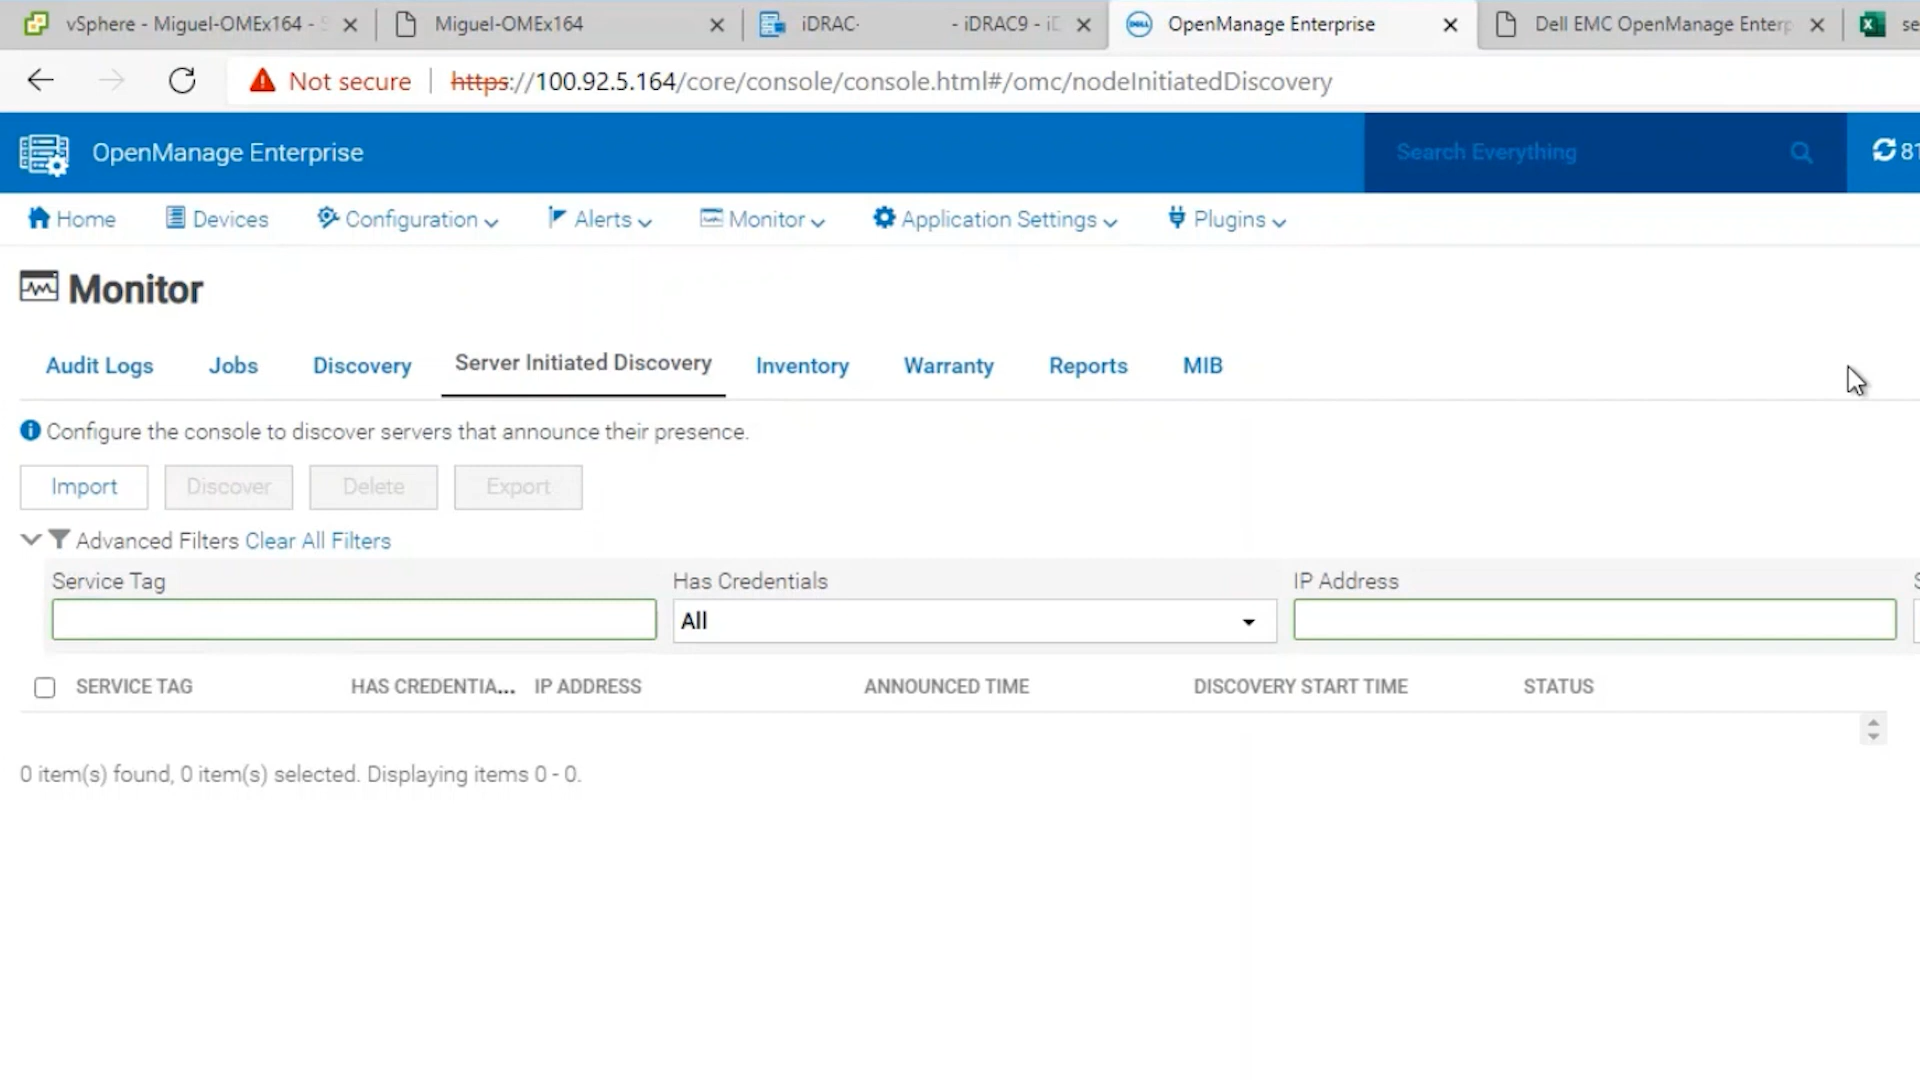 vSphere - Miguel-OMEx164 -
Miguel-OMEx164
iDRAC- - iDRAC9 - iD
OpenManage Enterprise
Dell EMC OpenManage Enterp
se
Not secure
https://100.92.5.164/core/console/console.html#/omc/nodeInitiatedDiscovery
OpenManage Enterprise
Search Everything
81
Home
Devices
Configuration
Alerts
Monitor
Application Settings
Plugins
Monitor
Audit Logs
Jobs
Discovery
Server Initiated Discovery
Inventory
Warranty
Reports
MIB
Configure the console to discover servers that announce their presence.
Import
Discover
Delete
Export
Advanced Filters Clear All Filters
Service Tag
Has Credentials
IP Address
All
SERVICE TAG
HAS CREDENTIA...
IP ADDRESS
ANNOUNCED TIME
DISCOVERY START TIME
STATUS
0 item(s) found, 0 item(s) selected. Displaying items 0 - 0.